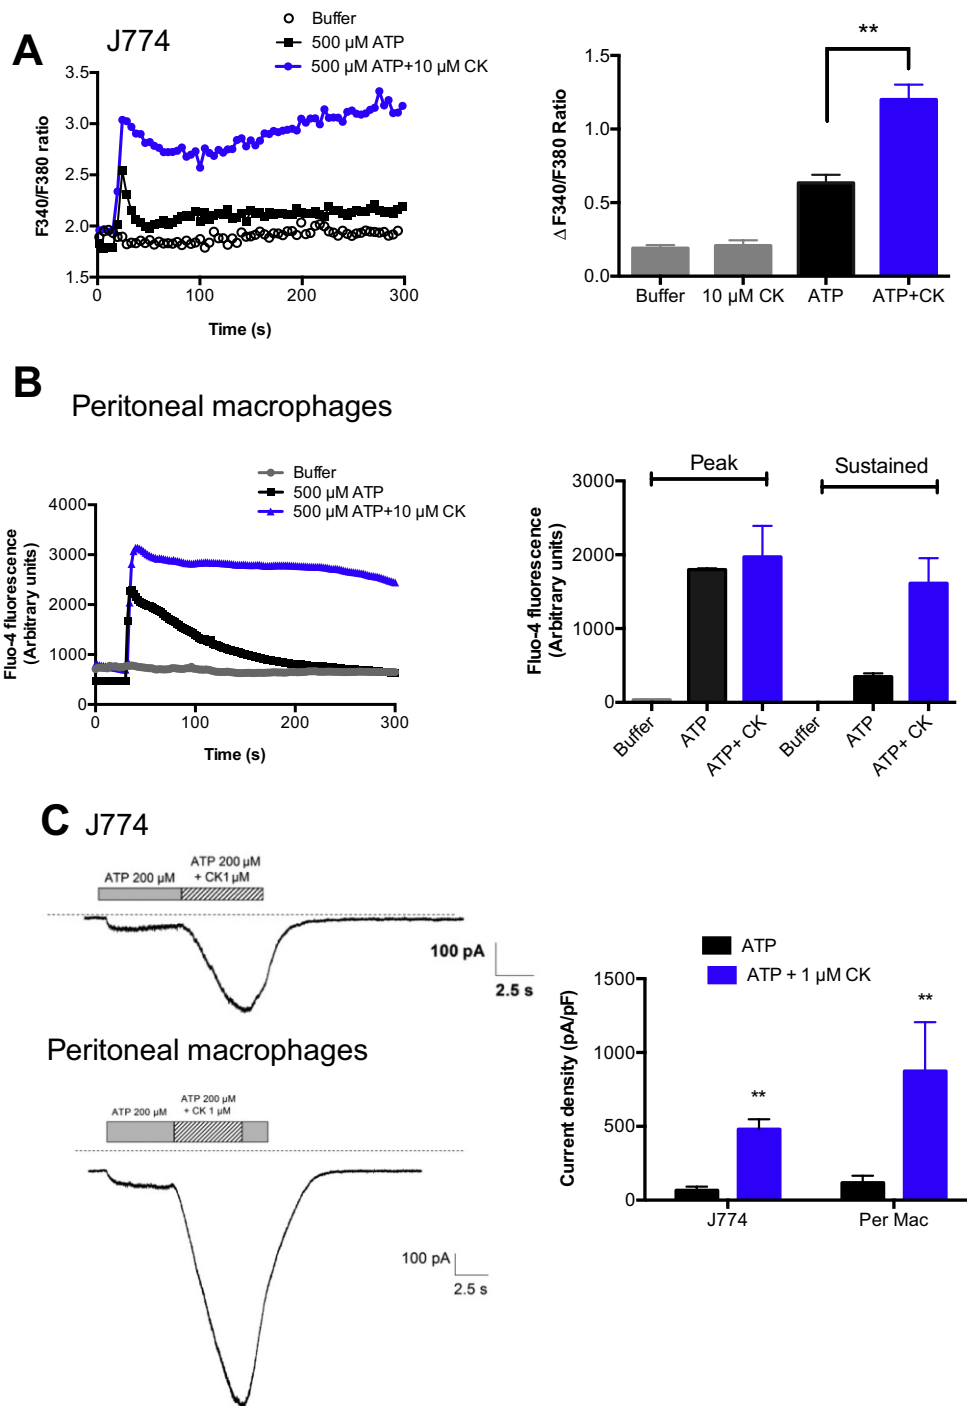 A
J774
Buffer
500 µM ATP
500 µM ATP+10 µM CK
F340/F380 ratio
3.5
3.0
2.5
2.0
1.5
0
100
200
300
Time (s)
**
Δ F340/F380 Ratio
1.5
1.0
0.5
0.0
Buffer
10 µM CK
ATP
ATP+CK
B
Peritoneal macrophages
Buffer
500 µM ATP
500 µM ATP+10 µM CK
Fluo-4 fluorescence
(Arbitrary units)
4000
3000
2000
1000
0
0
100
200
300
Time (s)
Peak
Sustained
Fluo-4 fluorescence
(Arbitrary units)
3000
2000
1000
0
Buffer
ATP
ATP+ CK
Buffer
ATP
ATP+ CK
C
J774
ATP 200 µM
ATP 200 µM
+ CK1µM
100 pA
2.5 s
Peritoneal macrophages
ATP 200 µM
ATP 200 µM
+ CK 1 µM
100 pA
2.5 s
ATP
ATP + 1 µM CK
Current density (pA/pF)
1500
1000
500
0
**
**
J774
Per Mac